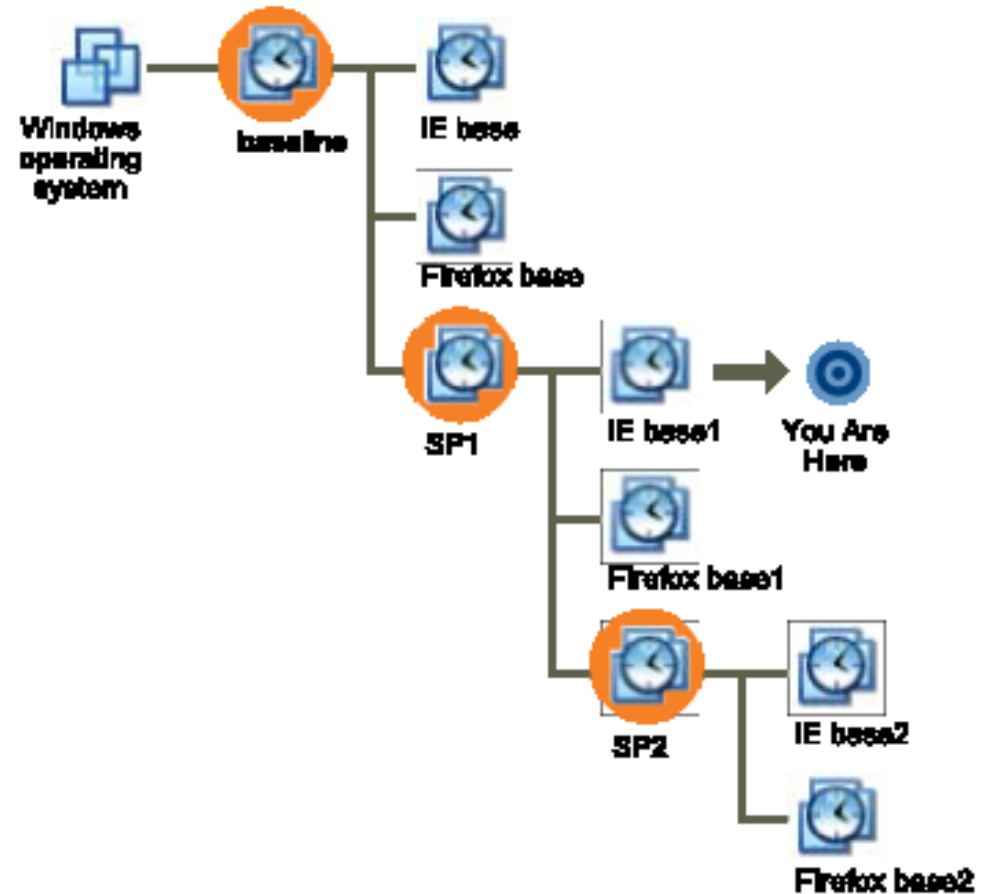 Windows
operating
system
baseline
IE base
Firefox base
SP1
IE base1
You Are
Here
Firefox base1
SP2
IE base2
Firefox base2